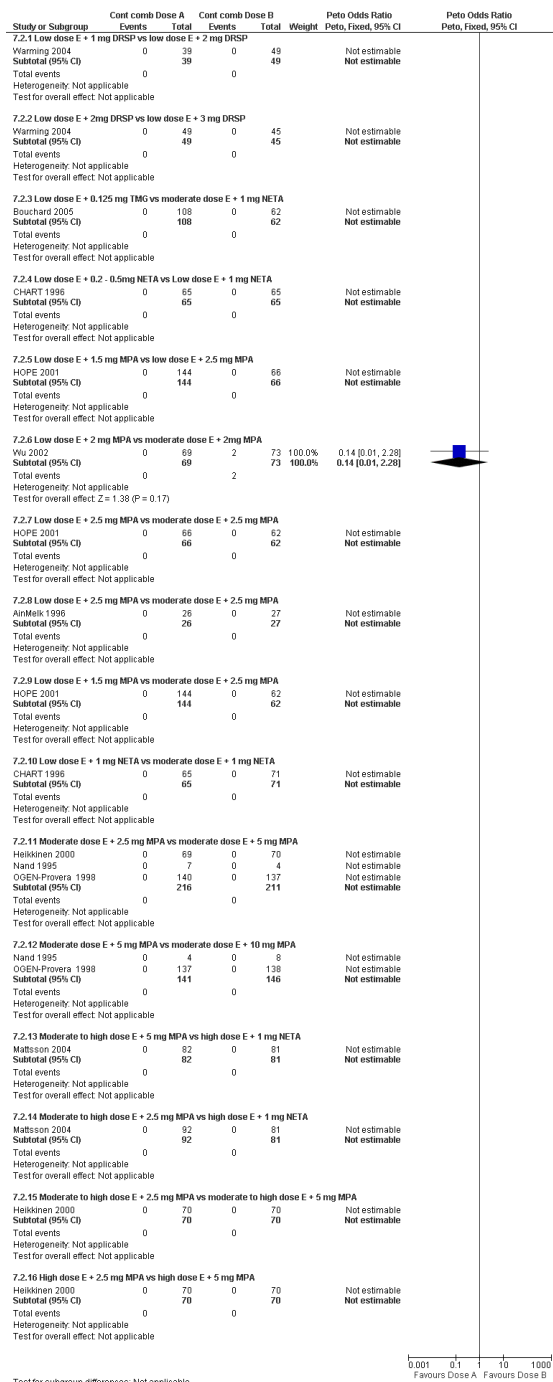 Cont comb Dose A Cont comb Dose B Peto Odds Ratio Peto Odds Ratio
Study or Subgroup Events Total Events Total Weight Peto, Fixed, 95% CI Peto, Fixed, 95% CI
7.2.1 Low dose E + 1 mg DRSP vs low dose E + 2 mg DRSP
Warming 2004 0 39 0 49 Not estimable
Subtotal (95% CI) 39 49 Not estimable
Total events 0 0
Heterogeneity: Not applicable
Test for overall effect: Not applicable
7.2.2 Low dose E + 2mg DRSP vs low dose E + 3 mg DRSP
Warming 2004 0 49 0 45 Not estimable
Subtotal (95% CI) 49 45 Not estimable
Total events 0 0
Heterogeneity: Not applicable
Test for overall effect: Not applicable
7.2.3 Low dose E + 0.125 mg TMG vs moderate dose E + 1 mg NETA
Bouchard 2005 0 108 0 62 Not estimable
Subtotal (95% CI) 108 62 Not estimable
Total events 0 0
Heterogeneity: Not applicable
Test for overall effect: Not applicable
7.2.4 Low dose E + 0.2 - 0.5mg NETA vs Low dose E + 1 mg NETA
CHART 1996 0 65 0 65 Not estimable
Subtotal (95% CI) 65 65 Not estimable
Total events 0 0
Heterogeneity: Not applicable
Test for overall effect: Not applicable
7.2.5 Low dose E + 1.5 mg MPA vs low dose E + 2.5 mg MPA
HOPE 2001 0 144 0 66 Not estimable
Subtotal (95% CI) 144 66 Not estimable
Total events 0 0
Heterogeneity: Not applicable
Test for overall effect: Not applicable
7.2.6 Low dose E + 2 mg MPA vs moderate dose E + 2mg MPA
Wu 2002 0 69 2 73 100.0% 0.14 [0.01, 2.28]
Subtotal (95% CI) 69 73 100.0% 0.14 [0.01, 2.28]
Total events 0 2
Heterogeneity: Not applicable
Test for overall effect: Z = 1.38 (P = 0.17)
7.2.7 Low dose E + 2.5 mg MPA vs moderate dose E + 2.5 mg MPA
HOPE 2001 0 66 0 62 Not estimable
Subtotal (95% CI) 66 62 Not estimable
Total events 0 0
Heterogeneity: Not applicable
Test for overall effect: Not applicable
7.2.8 Low dose E + 2.5 mg MPA vs moderate dose E + 2.5 mg MPA
AinMelk 1996 0 26 0 27 Not estimable
Subtotal (95% CI) 26 27 Not estimable
Total events 0 0
Heterogeneity: Not applicable
Test for overall effect: Not applicable
7.2.9 Low dose E + 1.5 mg MPA vs moderate dose E + 2.5 mg MPA
HOPE 2001 0 144 0 62 Not estimable
Subtotal (95% CI) 144 62 Not estimable
Total events 0 0
Heterogeneity: Not applicable
Test for overall effect: Not applicable
7.2.10 Low dose E + 1 mg NETA vs moderate dose E + 1 mg NETA
CHART 1996 0 65 0 71 Not estimable
Subtotal (95% CI) 65 71 Not estimable
Total events 0 0
Heterogeneity: Not applicable
Test for overall effect: Not applicable
7.2.11 Moderate dose E + 2.5 mg MPA vs moderate dose E + 5 mg MPA
Heikkinen 2000 0 69 0 70 Not estimable
Nand 1995 0 7 0 4 Not estimable
OGEN-Provera 1998 0 140 0 137 Not estimable
Subtotal (95% CI) 216 211 Not estimable
Total events 0 0
Heterogeneity: Not applicable
Test for overall effect: Not applicable
7.2.12 Moderate dose E + 5 mg MPA vs moderate dose E + 10 mg MPA
Nand 1995 0 4 0 8 Not estimable
OGEN-Provera 1998 0 137 0 138 Not estimable
Subtotal (95% CI) 141 146 Not estimable
Total events 0 0
Heterogeneity: Not applicable
Test for overall effect: Not applicable
7.2.13 Moderate to high dose E + 5 mg MPA vs high dose E + 1 mg NETA
Mattsson 2004 0 82 0 81 Not estimable
Subtotal (95% CI) 82 81 Not estimable
Total events 0 0
Heterogeneity: Not applicable
Test for overall effect: Not applicable
7.2.14 Moderate to high dose E + 2.5 mg MPA vs high dose E + 1 mg NETA
Mattsson 2004 0 92 0 81 Not estimable
Subtotal (95% CI) 92 81 Not estimable
Total events 0 0
Heterogeneity: Not applicable
Test for overall effect: Not applicable
7.2.15 Moderate to high dose E + 2.5 mg MPA vs moderate to high dose E + 5 mg MPA
Heikkinen 2000 0 70 0 70 Not estimable
Subtotal (95% CI) 70 70 Not estimable
Total events 0 0
Heterogeneity: Not applicable
Test for overall effect: Not applicable
7.2.16 High dose E + 2.5 mg MPA vs high dose E + 5 mg MPA
Heikkinen 2000 0 70 0 70 Not estimable
Subtotal (95% CI) 70 70 Not estimable
Total events 0 0
Heterogeneity: Not applicable
Test for overall effect: Not applicable
0.001 0.1 1 10 1000
Favours Dose A Favours Dose B
Test for subgroup differences: Not applicable